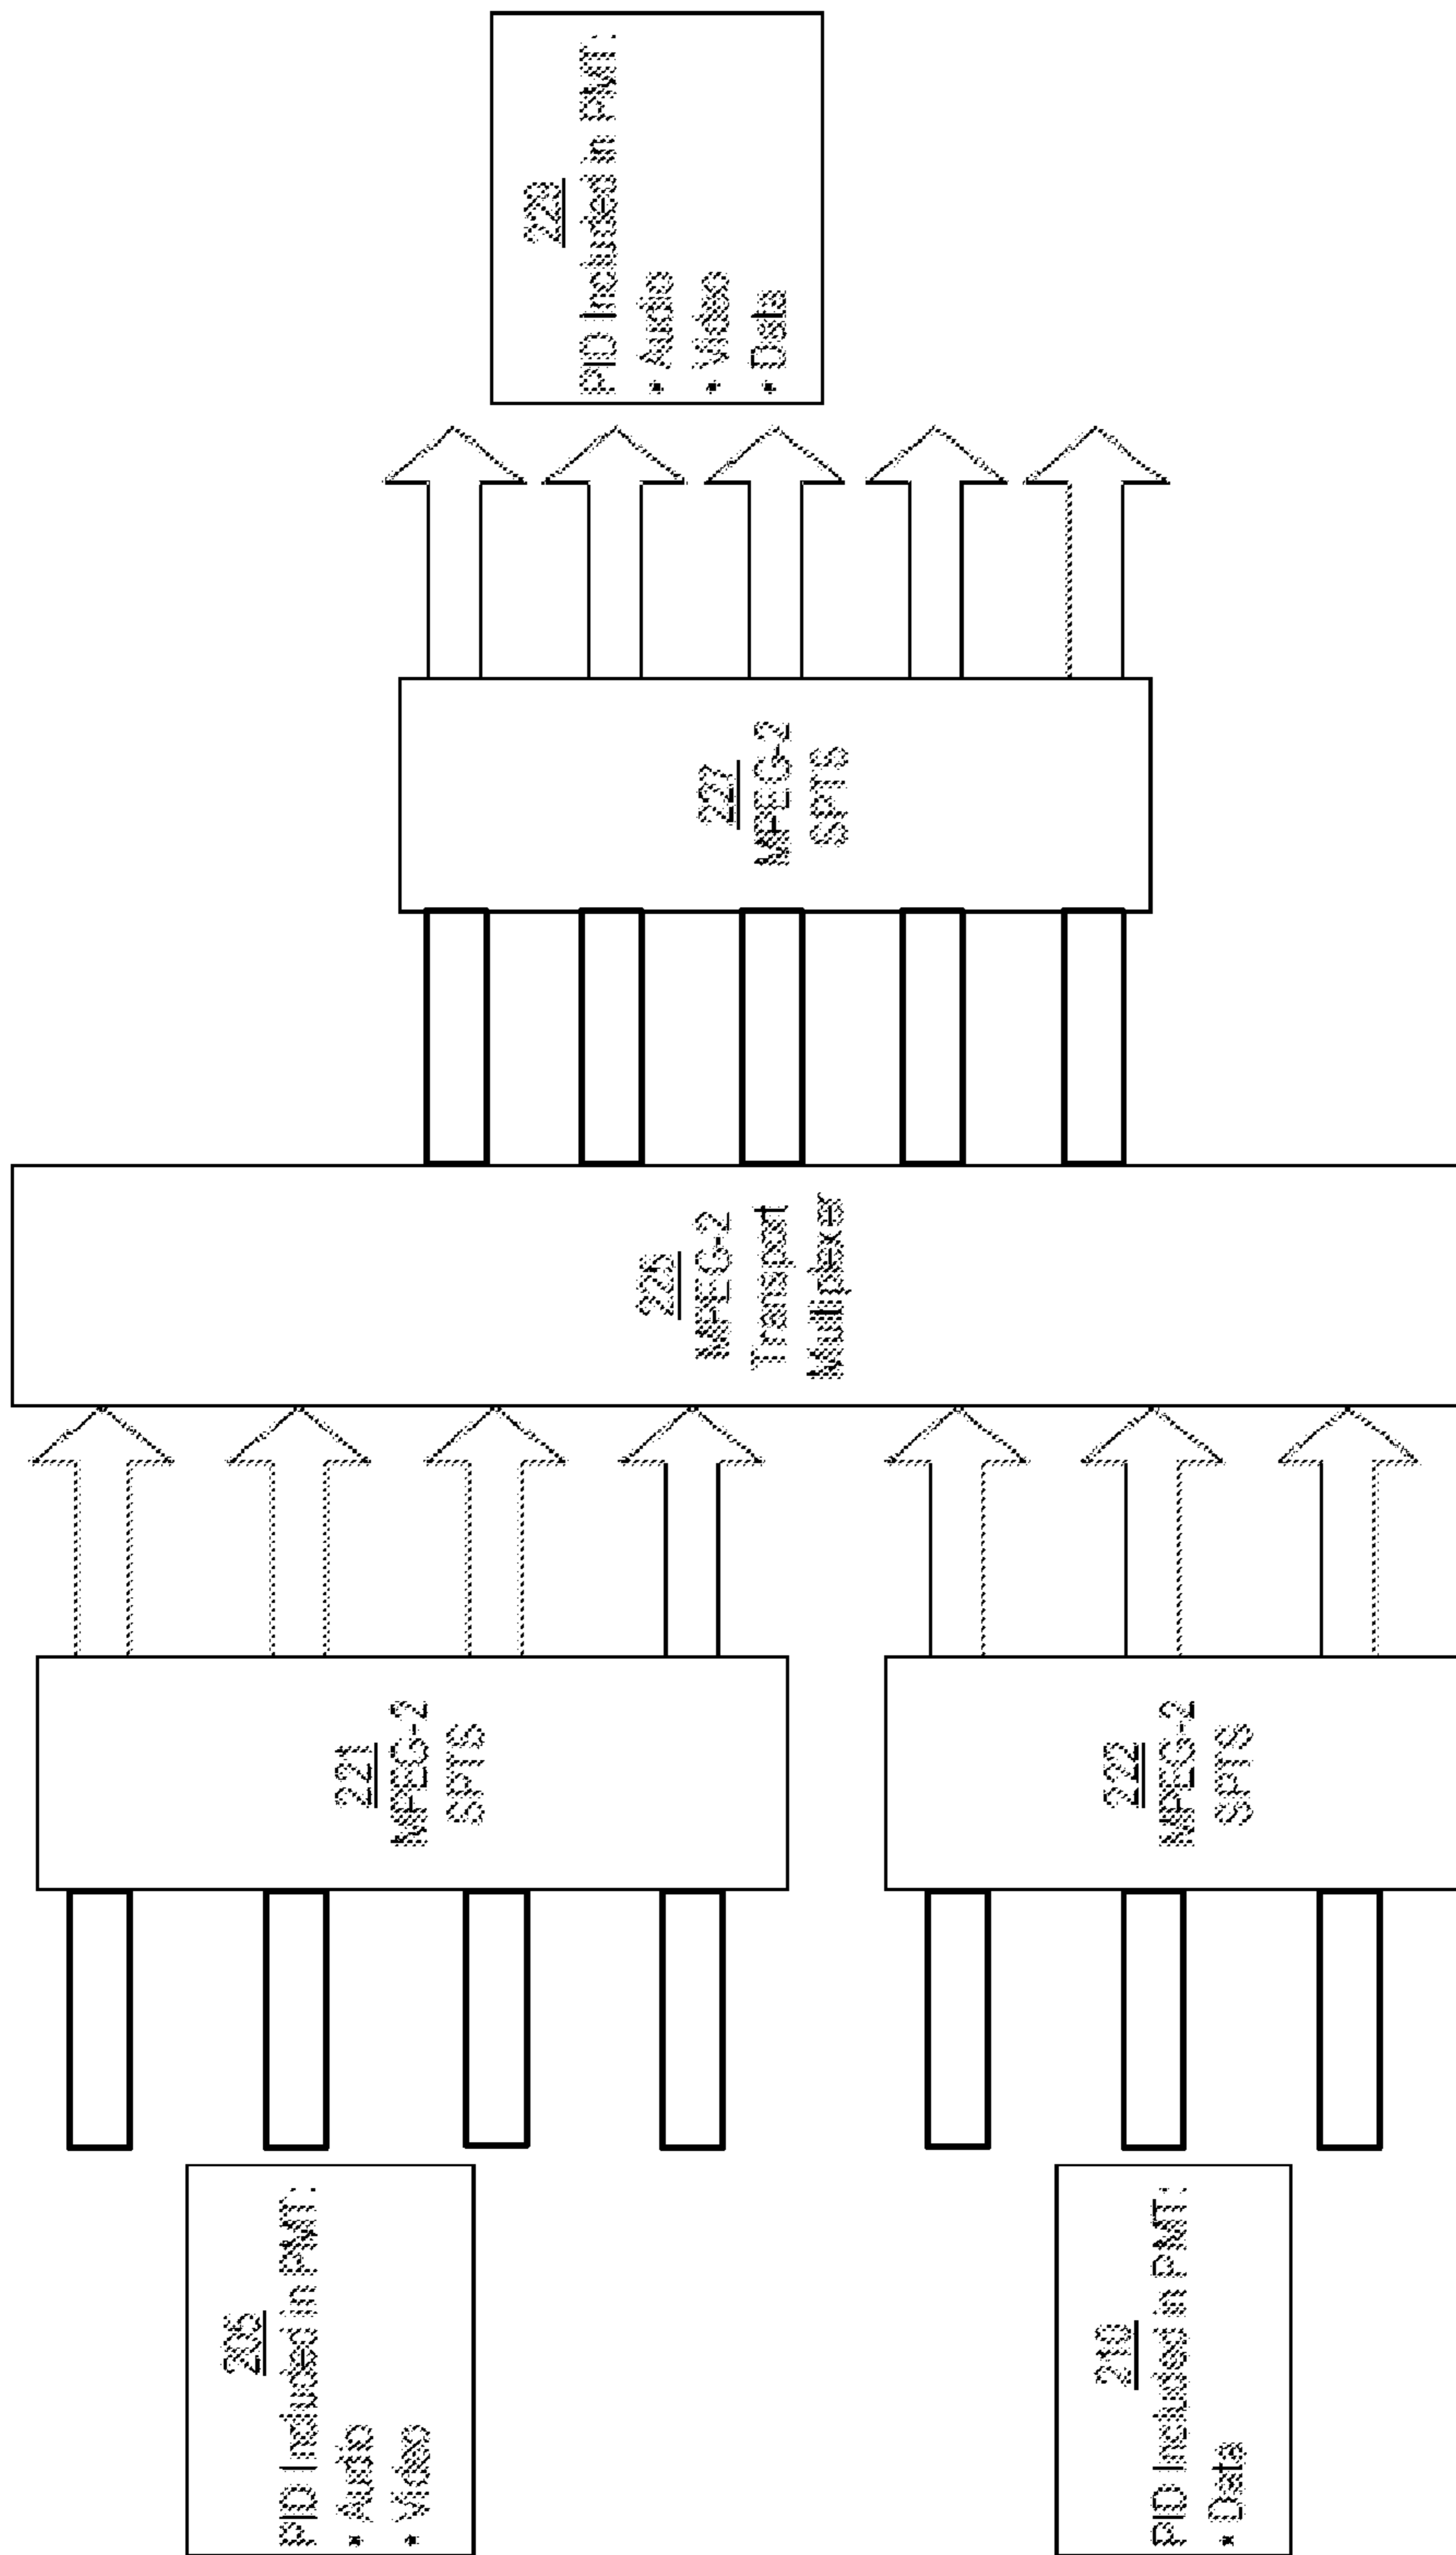 205
PID Included in PMT:
• Audio
• Video
221
MPEG-2
SPTS
210
PID Included in PMT:
• Data
222
MPEG-2
SPTS
225
MPEG-2
Transport
Multiplexer
227
MPEG-2
SPTS
229
PID Included in PMT:
• Audio
• Video
• Data